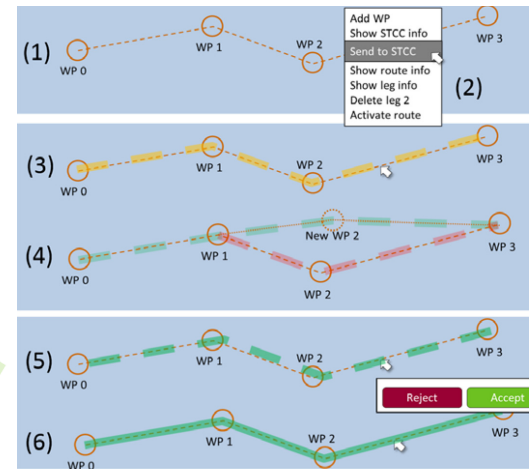 (1)
WP 0
WP 1
WP 2
WP 3
Add WP
Show STCC info
Send to STCC
Show route info
Show leg info
Delete leg 2
Activate route
(2)
(3)
WP 0
WP 1
WP 2
WP 3
(4)
WP 0
WP 1
New WP 2
WP 2
WP 3
(5)
WP 0
WP 1
WP 2
WP 3
Reject
Accept
(6)
WP 0
WP 1
WP 2
WP 3